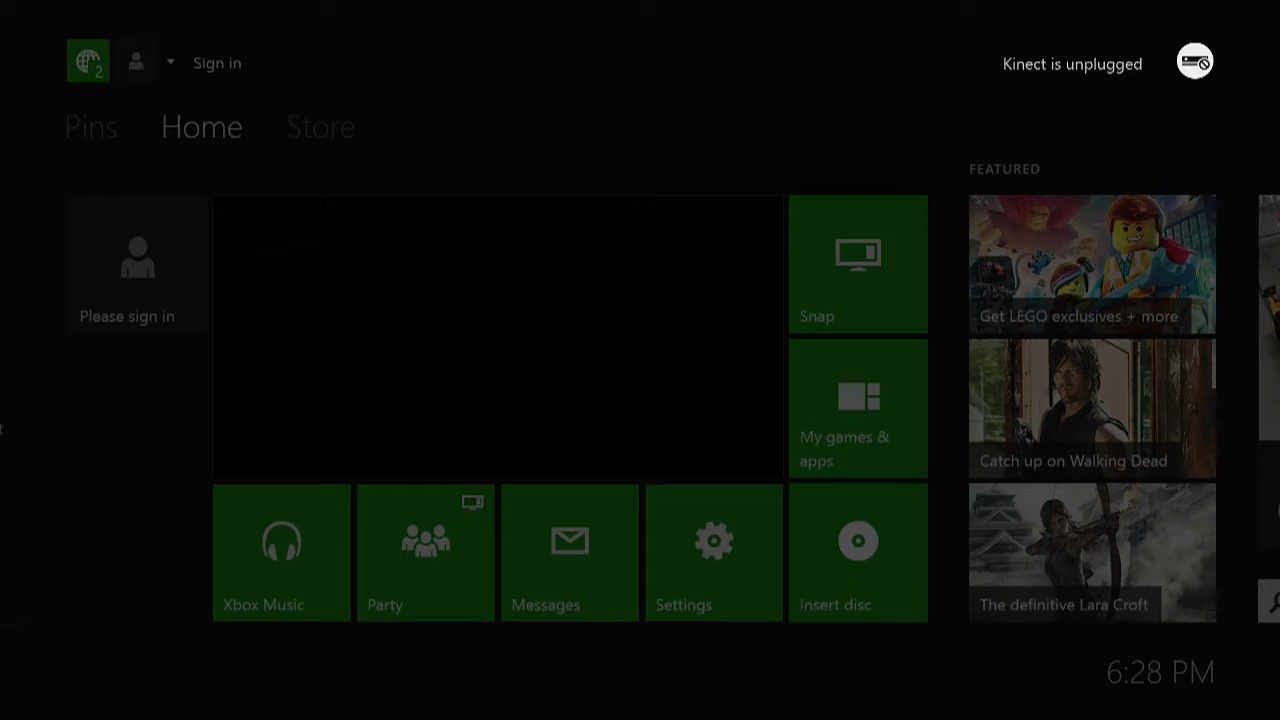 2
Sign in
Kinect is unplugged
Pins
Home
Store
FEATURED
Please sign in
Snap
Get LEGO exclusives + more
My games &
apps
Catch up on Walking Dead
Xbox Music
Party
Messages
Settings
Insert disc
The definitive Lara Croft
6:28 PM